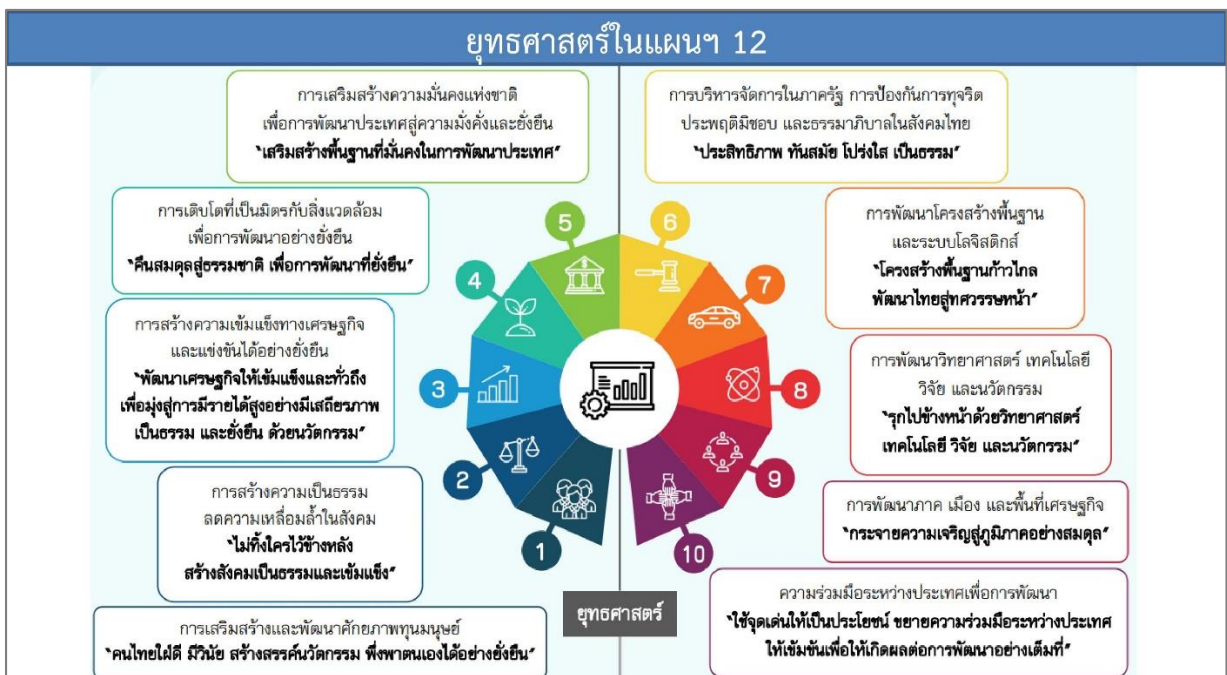 ยุทธศาสตร์ในแผนฯ 12
การเสริมสร้างความมั่นคงแห่งชาติ
เพื่อการพัฒนาประเทศสู่ความมั่งคั่งและยั่งยืน
“เสริมสร้างพื้นฐานที่มั่นคงในการพัฒนาประเทศ”
การเติบโตที่เป็นมิตรกับสิ่งแวดล้อม
เพื่อการพัฒนาอย่างยั่งยืน
“คืนสมดุลสู่ธรรมชาติ เพื่อการพัฒนาที่ยั่งยืน”
การสร้างความเข้มแข็งทางเศรษฐกิจ
และแข่งขันได้อย่างยั่งยืน
“พัฒนาเศรษฐกิจให้เข้มแข็งและทั่วถึง
เพื่อมุ่งสู่การมีรายได้สูงอย่างมีเสถียรภาพ
เป็นธรรม และยั่งยืน ด้วยนวัตกรรม”
การสร้างความเป็นธรรม
ลดความเหลื่อมล้ำในสังคม
“ไม่ทิ้งใครไว้ข้างหลัง
สร้างสังคมเป็นธรรมและเข้มแข็ง”
การเสริมสร้างและพัฒนาศักยภาพทุนมนุษย์
“คนไทยใฝ่ดี มีวินัย สร้างสรรค์นวัตกรรม พึ่งพาตนเองได้อย่างยั่งยืน”
5
4
3
2
1
6
7
8
9
10
ยุทธศาสตร์
การบริหารจัดการในภาครัฐ การป้องกันการทุจริต
ประพฤติมิชอบ และธรรมาภิบาลในสังคมไทย
“ประสิทธิภาพ ทันสมัย โปร่งใส เป็นธรรม”
การพัฒนาโครงสร้างพื้นฐาน
และระบบโลจิสติกส์
“โครงสร้างพื้นฐานก้าวไกล
พัฒนาไทยสู่ทศวรรษหน้า”
การพัฒนาวิทยาศาสตร์ เทคโนโลยี
วิจัย และนวัตกรรม
“รุกไปข้างหน้าด้วยวิทยาศาสตร์
เทคโนโลยี วิจัย และนวัตกรรม”
การพัฒนาภาค เมือง และพื้นที่เศรษฐกิจ
“กระจายความเจริญสู่ภูมิภาคอย่างสมดุล”
ความร่วมมือระหว่างประเทศเพื่อการพัฒนา
“ใช้จุดเด่นให้เป็นประโยชน์ ขยายความร่วมมือระหว่างประเทศ
ให้เข้มข้นเพื่อให้เกิดผลต่อการพัฒนาอย่างเต็มที่”